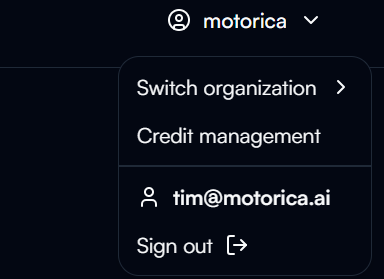 motorica
Switch organization
Credit management
tim@motorica.ai
Sign out